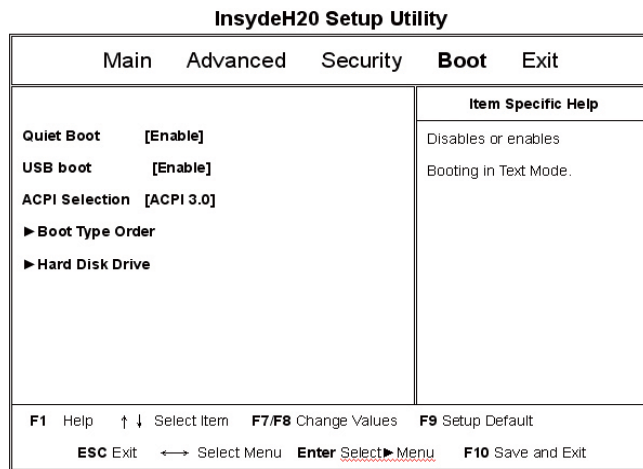 InsydeH20 Setup Utility
Main Advanced Security Boot Exit
Item Specific Help
Quiet Boot [Enable]
USB boot [Enable]
ACPI Selection [ACPI 3.0]
►Boot Type Order
►Hard Disk Drive
Disables or enables
Booting in Text Mode.
F1 Help ↑ ↓ Select Item F7/F8 Change Values F9 Setup Default
ESC Exit ←→ Select Menu Enter Select►Menu F10 Save and Exit